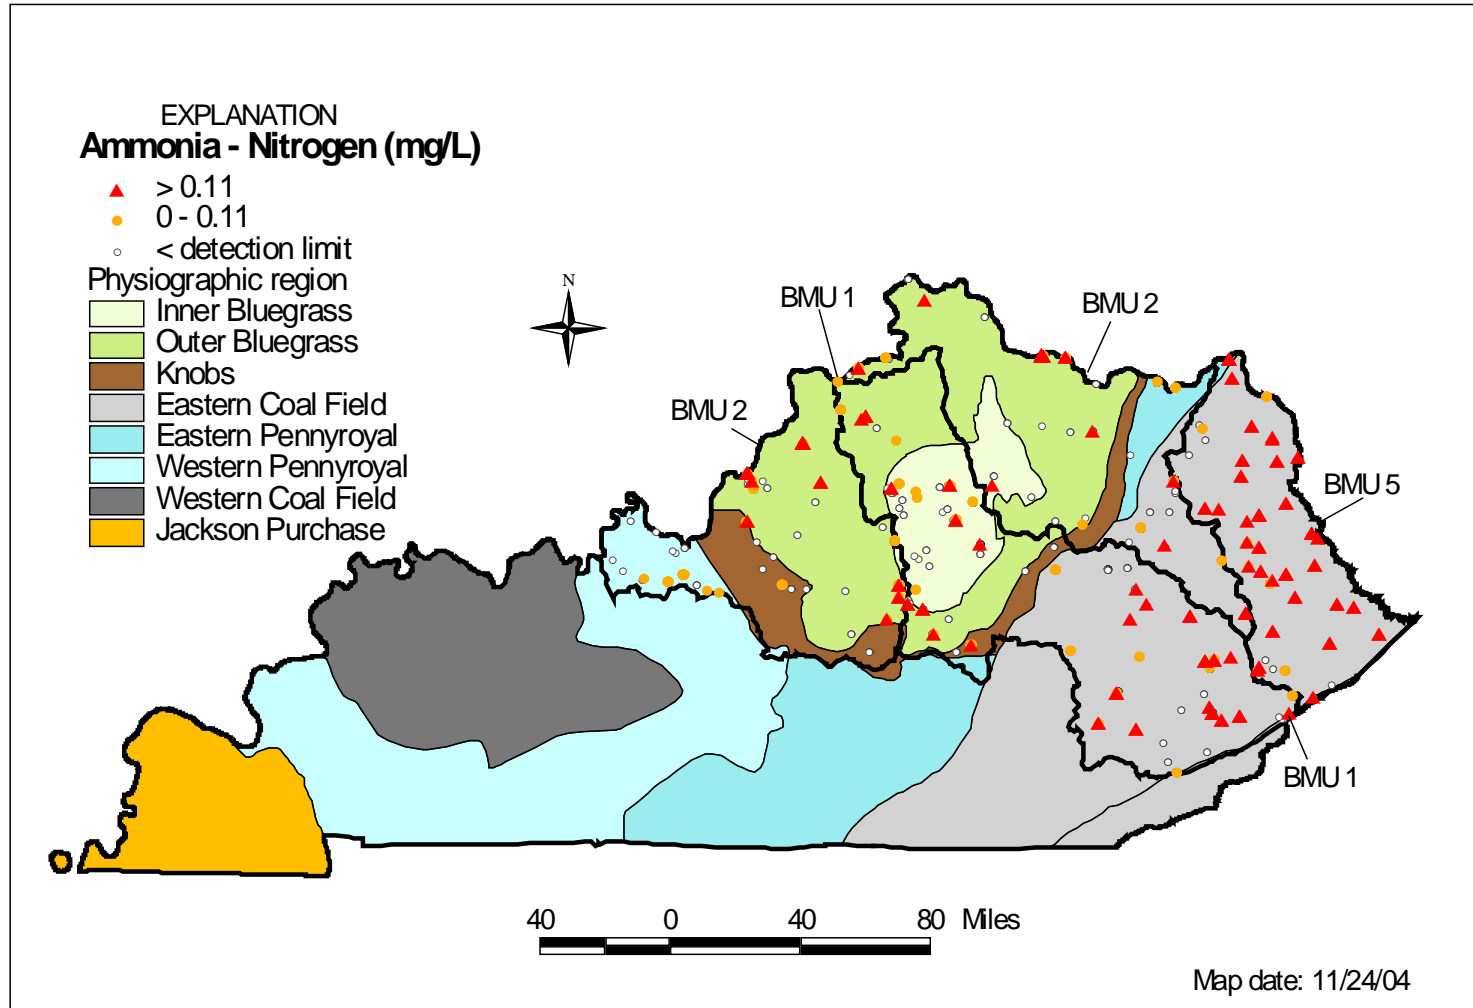 EXPLANATION
Ammonia - Nitrogen (mg/L)
> 0.11
0 - 0.11
< detection limit
Physiographic region
Inner Bluegrass
Outer Bluegrass
Knobs
Eastern Coal Field
Eastern Pennyroyal
Western Pennyroyal
Western Coal Field
Jackson Purchase
N
BMU 1
BMU 2
BMU 2
BMU 5
BMU 1
40 0 40 80 Miles
Map date: 11/24/04